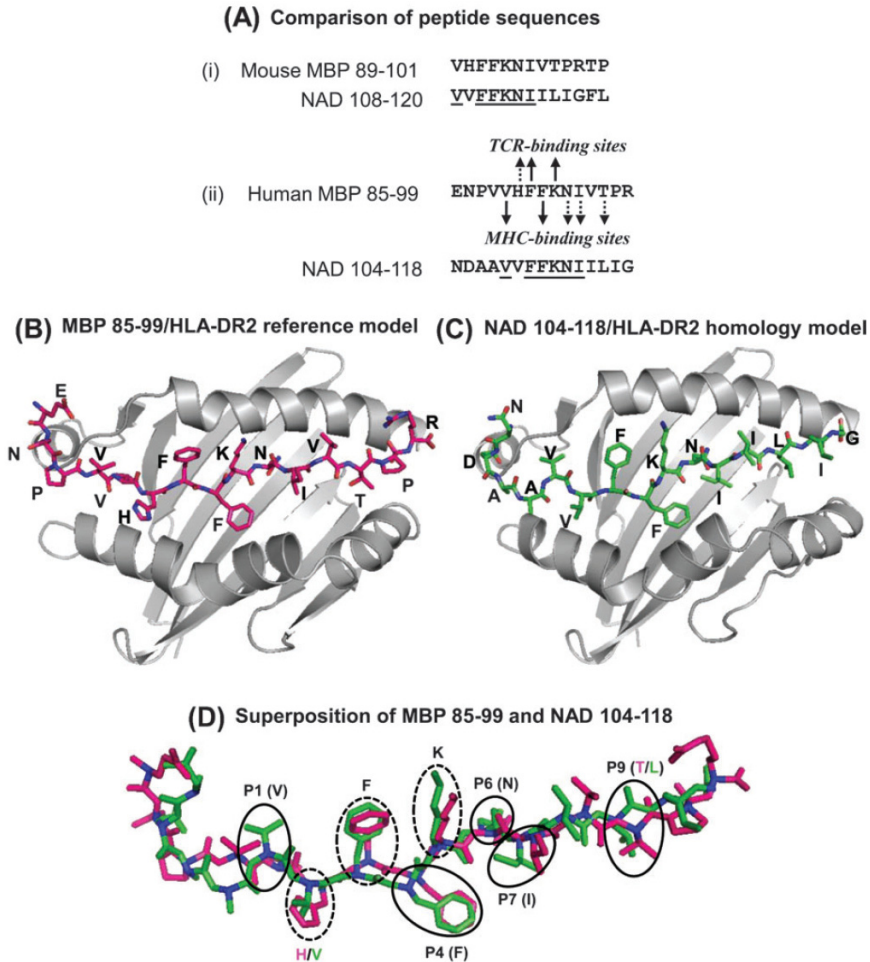 (A) Comparison of peptide sequences
(i) Mouse MBP 89-101 VHFFKNIVTPRTP
NAD 108-120 VVFFKNIILIGFL
TCR-binding sites
(ii) Human MBP 85-99 ENPVVHFFKNIVTPR
MHC-binding sites
NAD 104-118 NDAAVVFFKNIILIG
(B) MBP 85-99/HLA-DR2 reference model
E
N
P
V
V
H
F
F
K
N
I
V
T
P
R
(C) NAD 104-118/HLA-DR2 homology model
N
D
A
A
V
V
F
F
K
N
I
I
L
I
G
(D) Superposition of MBP 85-99 and NAD 104-118
P1 (V)
H/V
F
K
P4 (F)
P6 (N)
P7 (I)
P9 (T/L)